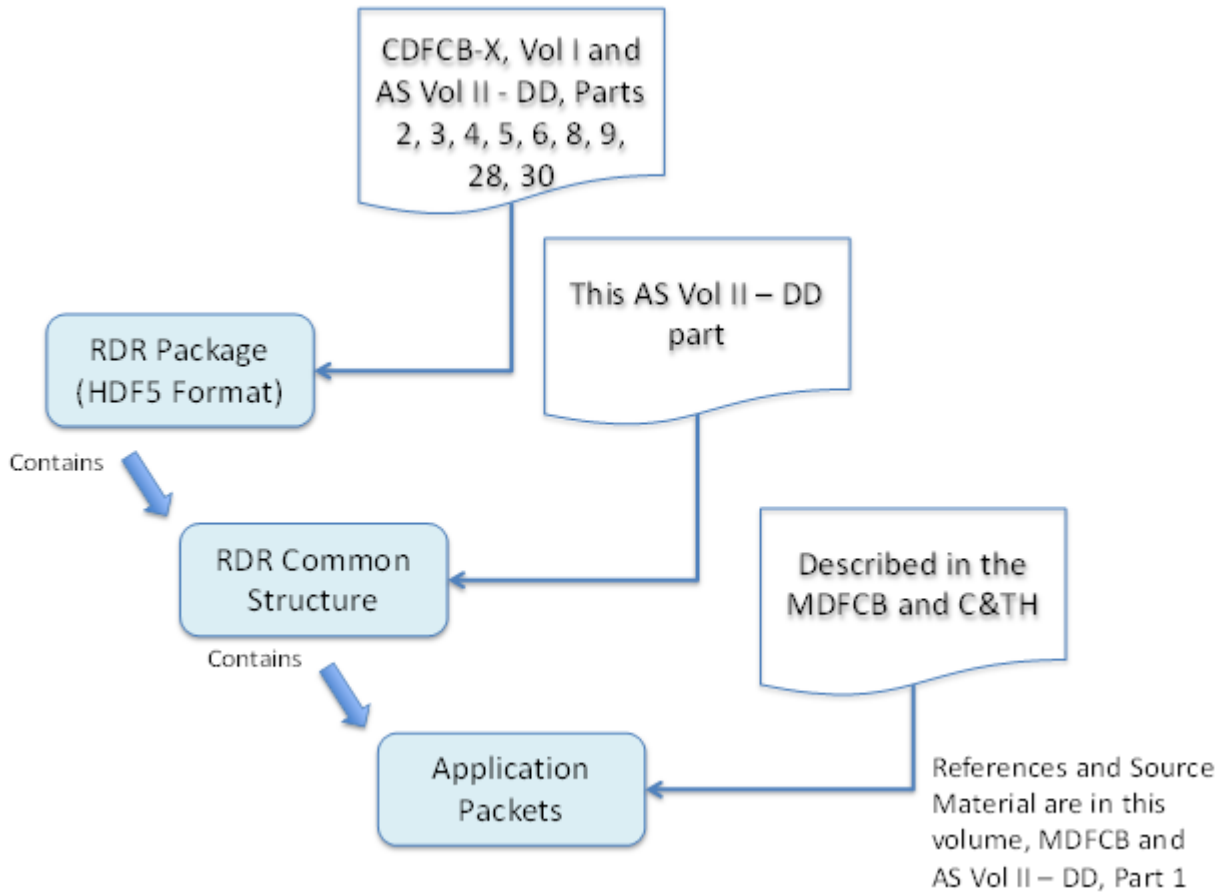 CDFCB-X, Vol I and
AS Vol II - DD, Parts
2, 3, 4, 5, 6, 8, 9,
28, 30
This AS Vol II – DD
part
RDR Package
(HDF5 Format)
Contains
RDR Common
Structure
Described in the
MDFCB and C&TH
Contains
Application
Packets
References and Source
Material are in this
volume, MDFCB and
AS Vol II – DD, Part 1